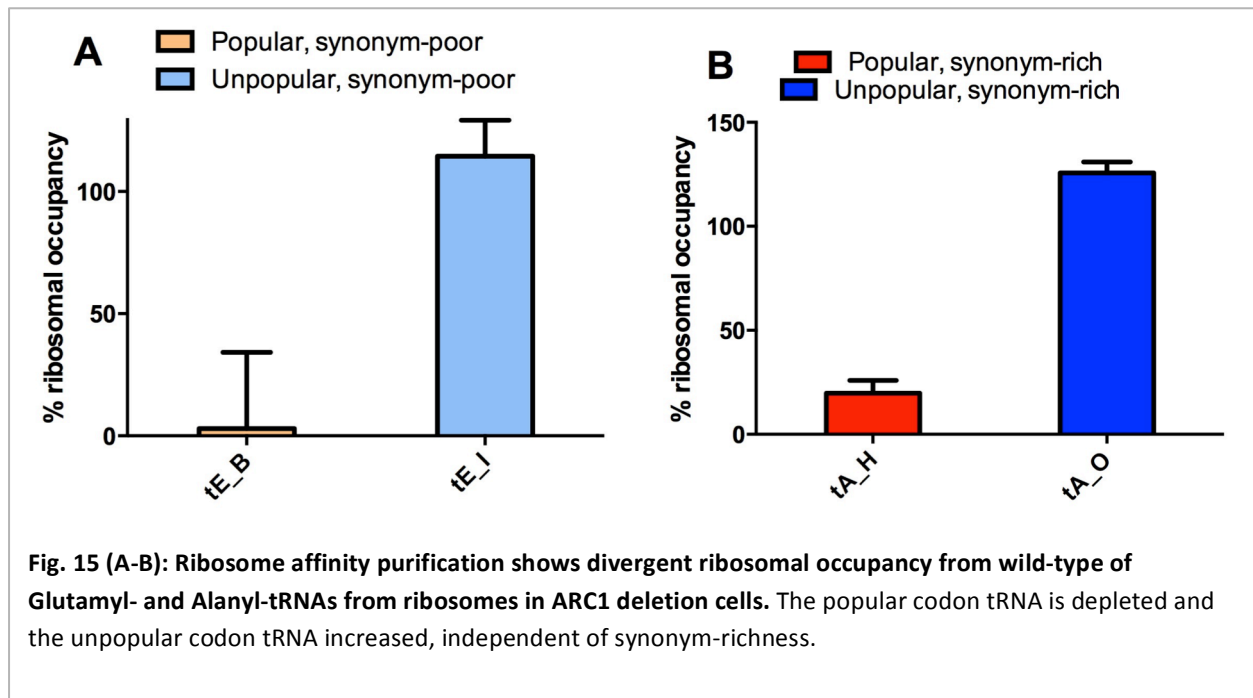 A
Popular, synonym-poor
Unpopular, synonym-poor
% ribosomal occupancy
100
50
0
tE_B
tE_I
B
Popular, synonym-rich
Unpopular, synonym-rich
% ribosomal occupancy
150
100
50
0
tA_H
tA_O
Fig. 15 (A-B): Ribosome affinity purification shows divergent ribosomal occupancy from wild-type of
Glutamyl- and Alanyl-tRNAs from ribosomes in ARC1 deletion cells. The popular codon tRNA is depleted and
the unpopular codon tRNA increased, independent of synonym-richness.